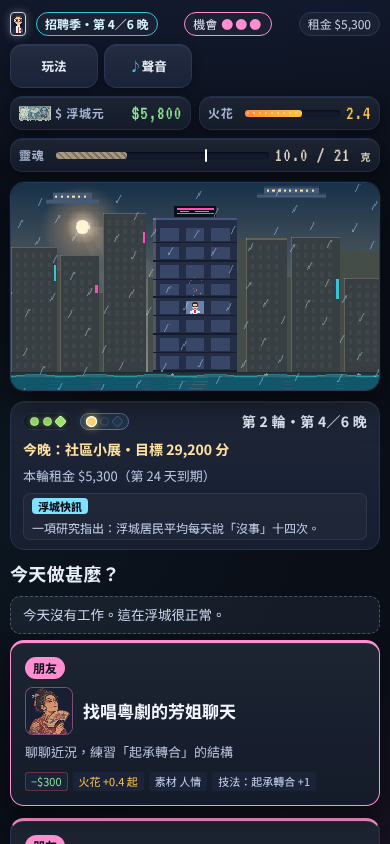 招聘季・第 4／6 晚
機會
租金 $5,300
玩法
♪聲音
$ 浮城元 $5,800
火花 2.4
靈魂 10.0 / 21 克
第 2 輪・第 4／6 晚
今晚：社區小展・目標 29,200 分
本輪租金 $5,300（第 24 天到期）
浮城快訊
一項研究指出：浮城居民平均每天說「沒事」十四次。
今天做甚麼？
今天沒有工作。這在浮城很正常。
朋友
找唱粵劇的芳姐聊天
聊聊近況，練習「起承轉合」的結構
−$300
火花 +0.4 起
素材 人情
技法：起承轉合 +1
朋友